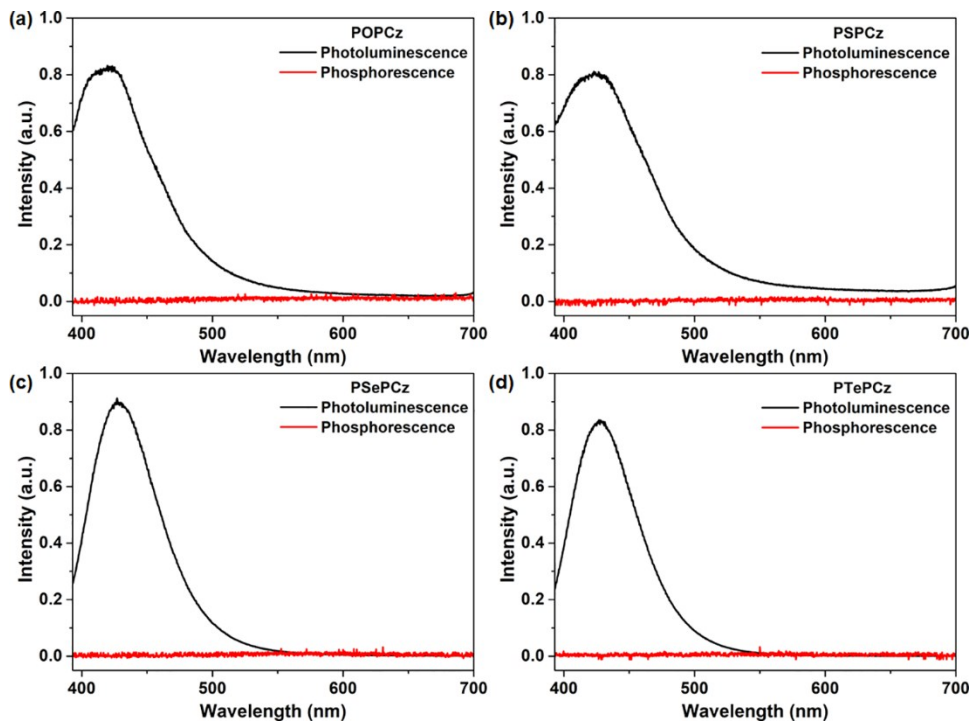 (a)
POPCz
Photoluminescence
Phosphorescence
Intensity (a.u.)
1.0
0.8
0.6
0.4
0.2
0.0
400 500 600 700
Wavelength (nm)
(b)
PSPCz
Photoluminescence
Phosphorescence
Intensity (a.u.)
1.0
0.8
0.6
0.4
0.2
0.0
400 500 600 700
Wavelength (nm)
(c)
PSePCz
Photoluminescence
Phosphorescence
Intensity (a.u.)
1.0
0.8
0.6
0.4
0.2
0.0
400 500 600 700
Wavelength (nm)
(d)
PTePCz
Photoluminescence
Phosphorescence
Intensity (a.u.)
1.0
0.8
0.6
0.4
0.2
0.0
400 500 600 700
Wavelength (nm)